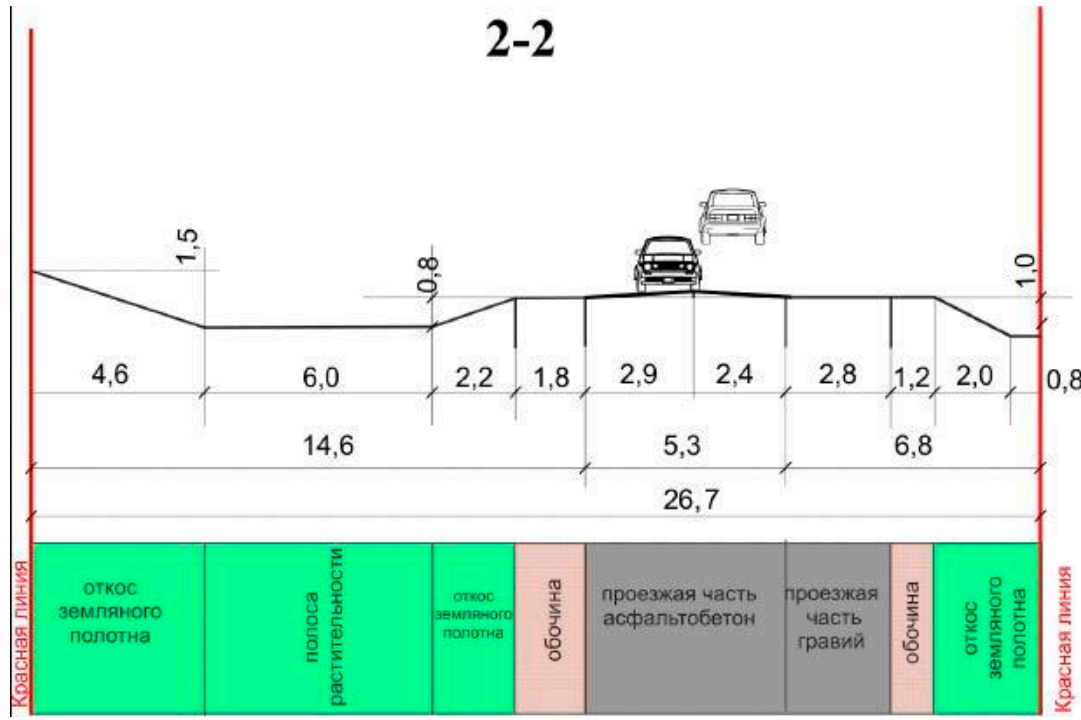 2-2
1,5
0,8
1,0
4,6
6,0
2,2
1,8
2,9
2,4
2,8
1,2
2,0
0,8
14,6
5,3
6,8
26,7
Красная линия
откос
земляного
полотна
полоса
растительности
откос
земляного
полотна
обочина
проезжая часть
асфальтобетон
проезжая
часть
гравий
обочина
откос
земляного
полотна
Красная линия